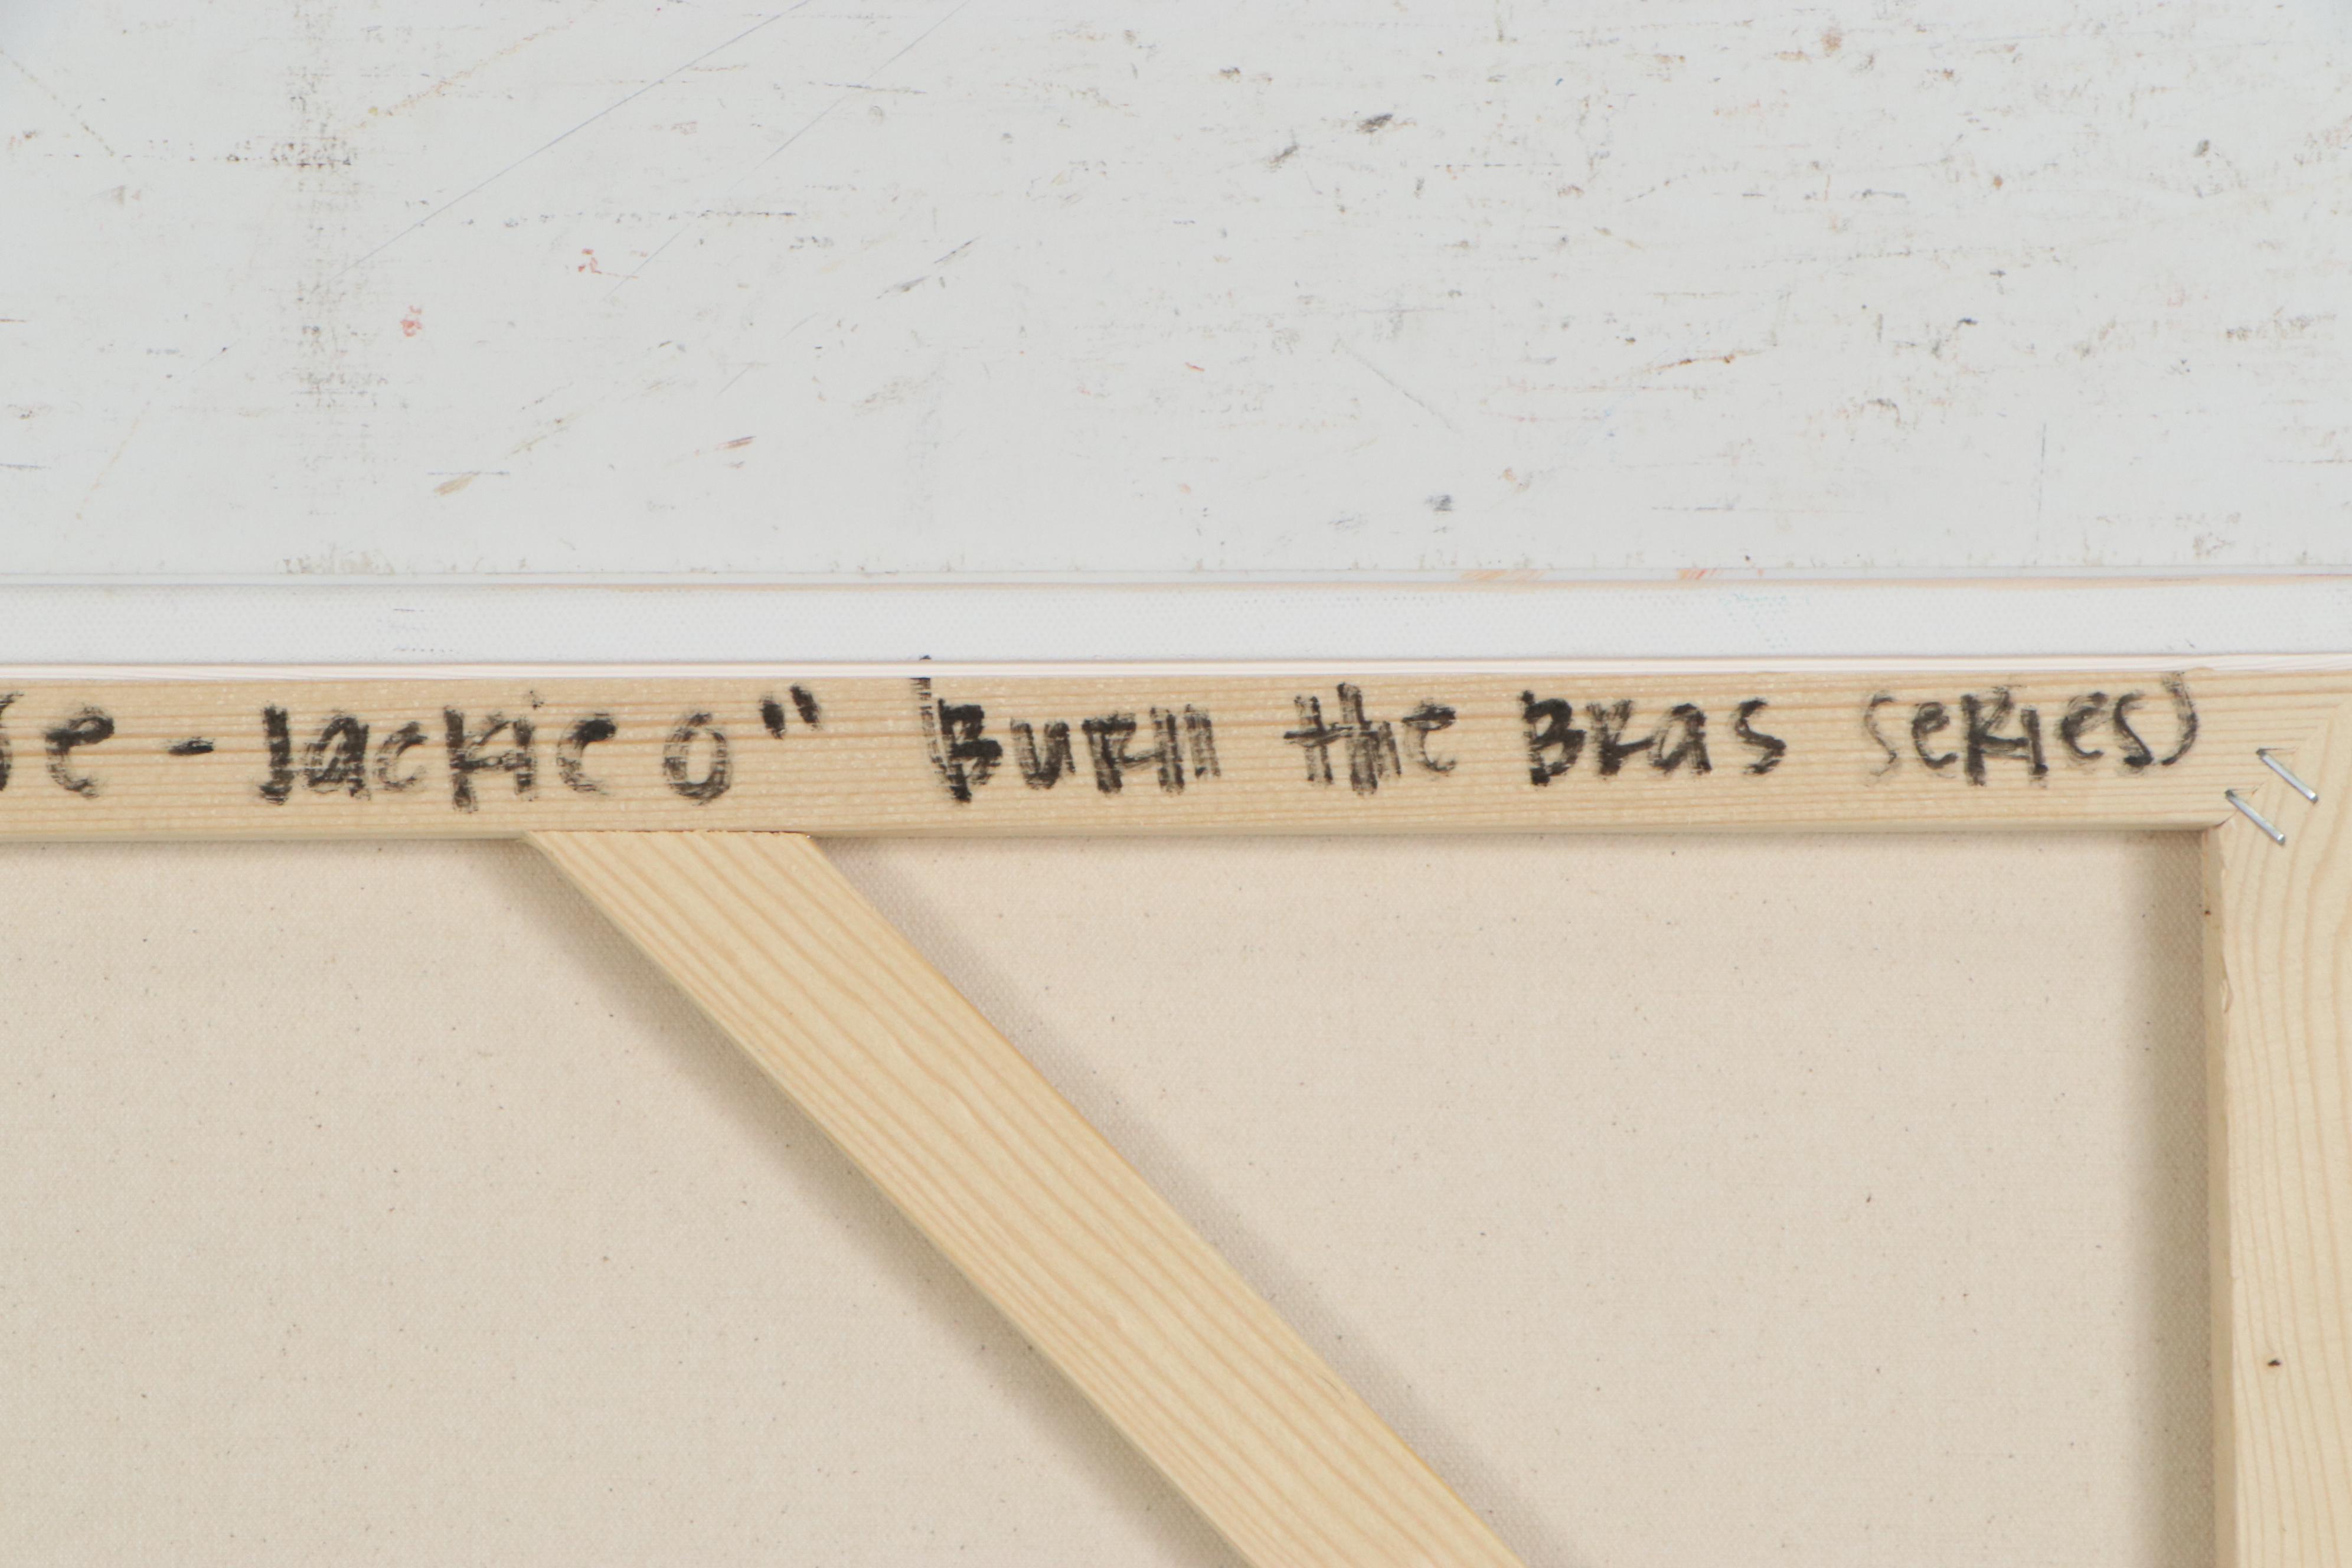 e - Jackie O" (Burn the Bras series)